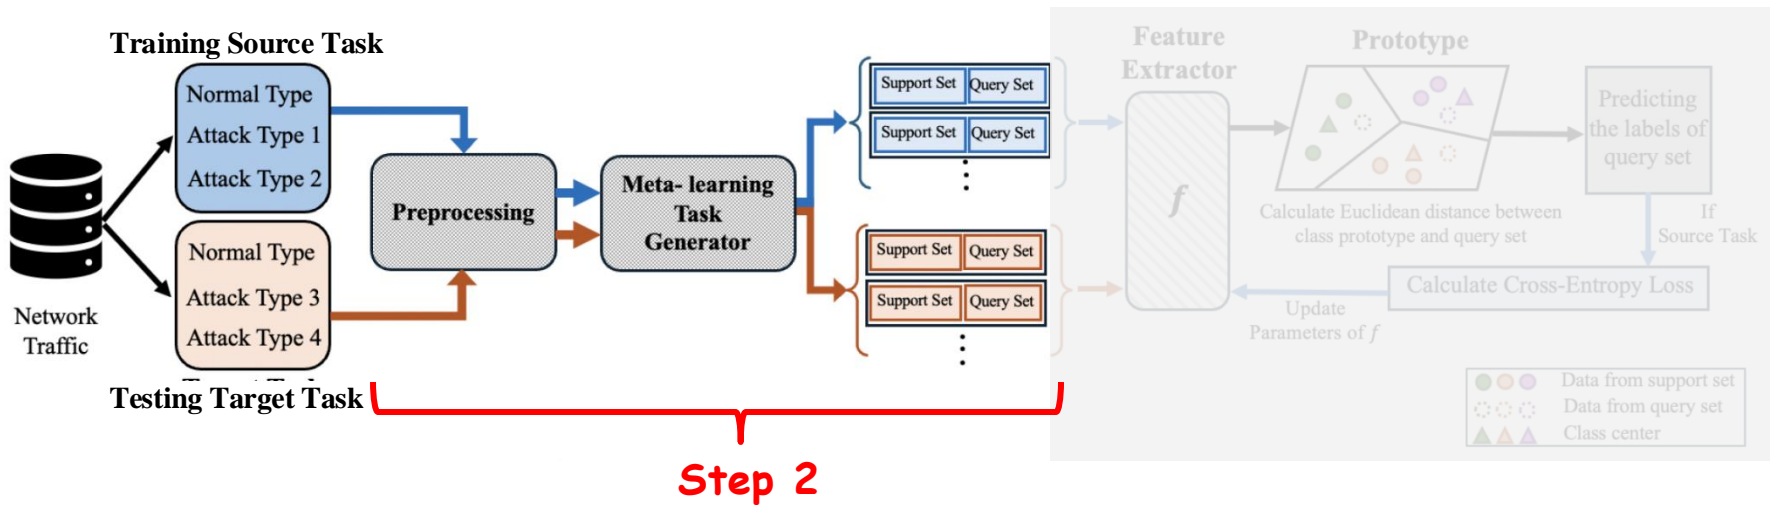 Training Source Task
Normal Type
Attack Type 1
Attack Type 2
Network
Traffic
Normal Type
Attack Type 3
Attack Type 4
Testing Target Task
Preprocessing
Meta- learning
Task
Generator
Support Set
Query Set
Support Set
Query Set
Support Set
Query Set
Support Set
Query Set
Step 2
Feature
Extractor
f
Prototype
Calculate Euclidean distance between
class prototype and query set
Predicting
the labels of
query set
If
Source Task
Calculate Cross-Entropy Loss
Update
Parameters of f
Data from support set
Data from query set
Class center